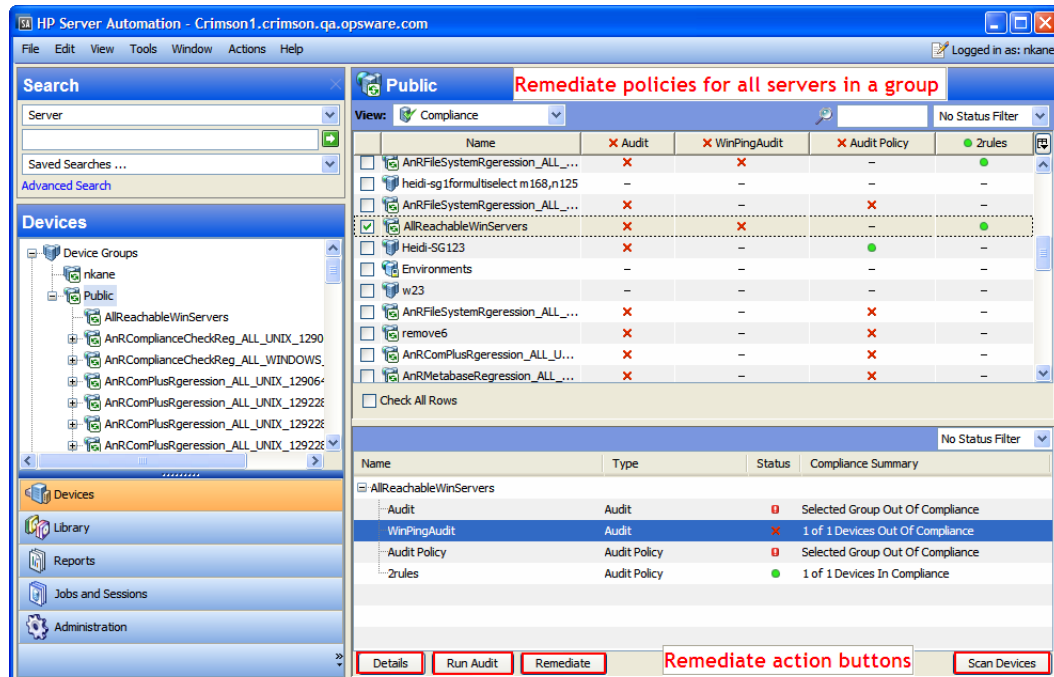 HP Server Automation - Crimson1.crimson.qa.opsware.com
File Edit View Tools Window Actions Help
Logged in as: nkane
Search
Server
Saved Searches ...
Advanced Search
Devices
Device Groups
nkane
Public
AllReachableWinServers
AnRComplianceCheckReg_ALL_UNIX_1290
AnRComplianceCheckReg_ALL_WINDOWS_
AnRComPlusRgeression_ALL_UNIX_12906
AnRComPlusRgeression_ALL_UNIX_129228
AnRComPlusRgeression_ALL_UNIX_129228
AnRComPlusRgeression_ALL_UNIX_129228
Devices
Library
Reports
Jobs and Sessions
Administration
»
Public
Remediate policies for all servers in a group
View: Compliance
No Status Filter
Name Audit WinPingAudit Audit Policy 2rules
AnRFileSystemRgeression_ALL_... –
heidi-sg1formultiselect m168,n125 – – – –
AnRFileSystemRgeression_ALL_... – –
AllReachableWinServers –
Heidi-SG123 – –
Environments – – – –
w23 – – – –
AnRFileSystemRgeression_ALL_... – –
remove6 – –
AnRComPlusRgeression_ALL_U... – –
AnRMetabaseRegression_ALL_... – –
Check All Rows
No Status Filter
Name Type Status Compliance Summary
AllReachableWinServers
Audit Audit Selected Group Out Of Compliance
WinPingAudit Audit 1 of 1 Devices Out Of Compliance
Audit Policy Audit Policy Selected Group Out Of Compliance
2rules Audit Policy 1 of 1 Devices In Compliance
Details Run Audit Remediate Remediate action buttons Scan Devices